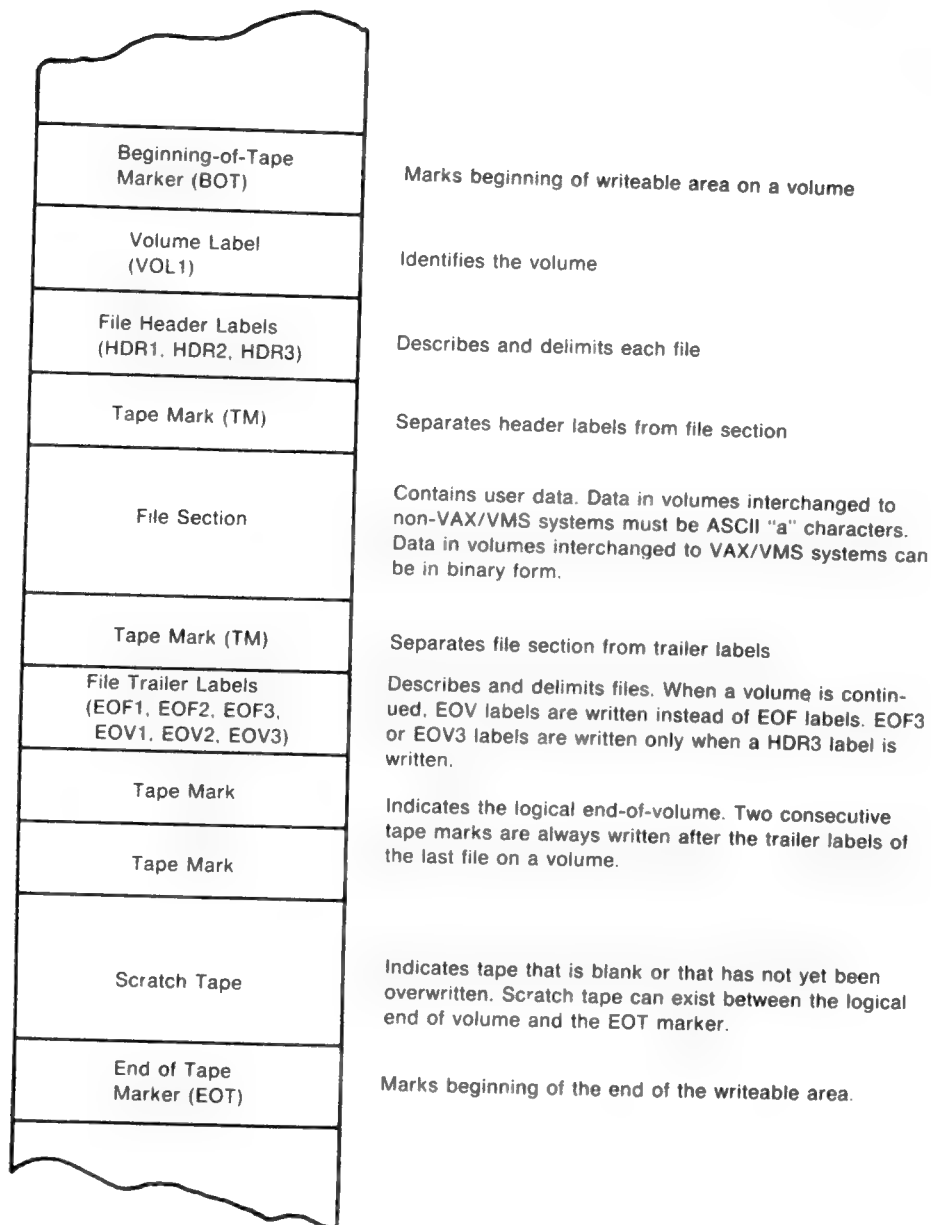 Beginning-of-Tape
Marker (BOT)
Marks beginning of writeable area on a volume
Volume Label
(VOL1)
Identifies the volume
File Header Labels
(HDR1, HDR2, HDR3)
Describes and delimits each file
Tape Mark (TM)
Separates header labels from file section
File Section
Contains user data. Data in volumes interchanged to
non-VAX/VMS systems must be ASCII "a" characters.
Data in volumes interchanged to VAX/VMS systems can
be in binary form.
Tape Mark (TM)
Separates file section from trailer labels
File Trailer Labels
(EOF1, EOF2, EOF3,
EOV1, EOV2, EOV3)
Describes and delimits files. When a volume is contin-
ued, EOV labels are written instead of EOF labels. EOF3
or EOV3 labels are written only when a HDR3 label is
written.
Tape Mark
Tape Mark
Indicates the logical end-of-volume. Two consecutive
tape marks are always written after the trailer labels of
the last file on a volume.
Scratch Tape
Indicates tape that is blank or that has not yet been
overwritten. Scratch tape can exist between the logical
end of volume and the EOT marker.
End of Tape
Marker (EOT)
Marks beginning of the end of the writeable area.